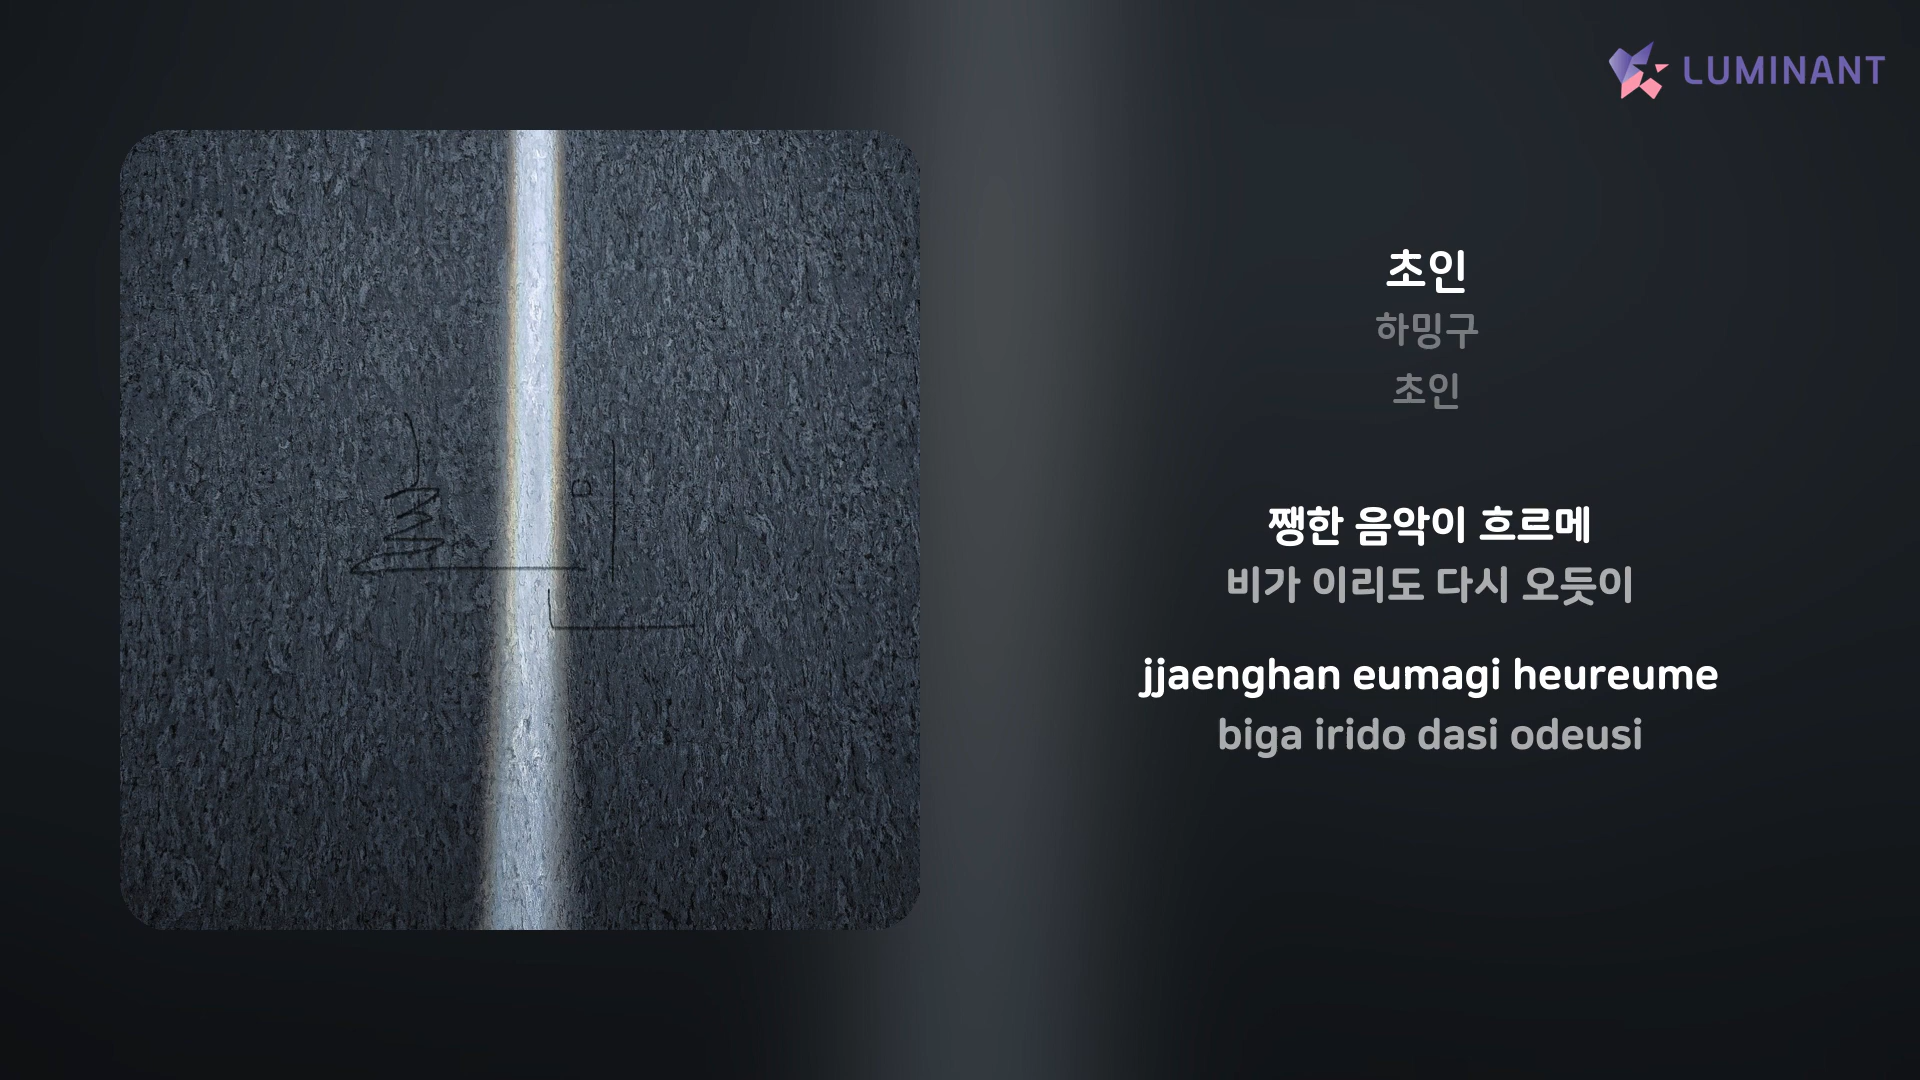 LUMINANT
초인
하밍구
초인
쨍한 음악이 흐르메
비가 이리도 다시 오듯이
jjaenghan eumagi heureume
biga irido dasi odeusi